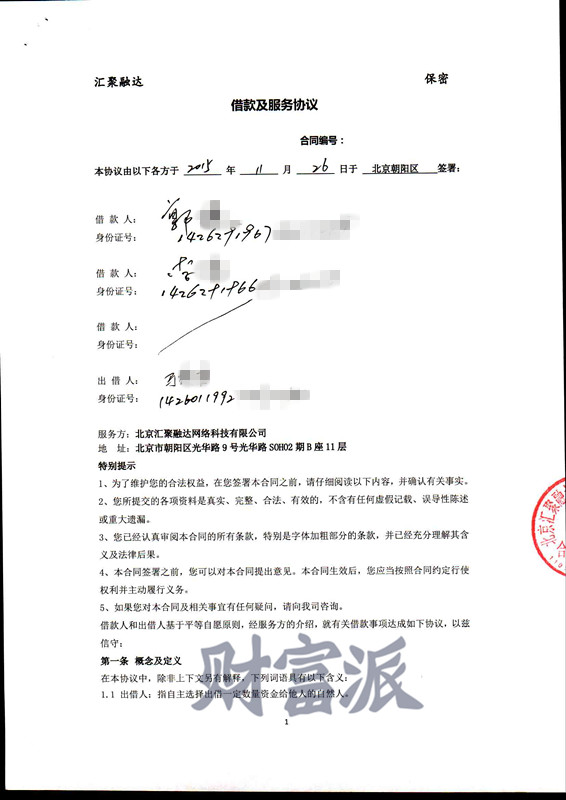 汇聚融达 保密
借款及服务协议
合同编号：
本协议由以下各方于 2015 年 11 月 26 日于 北京朝阳区 签署：
借 款 人： 郭
身份证号： 1426291967
借 款 人： 李
身份证号： 1426291966
借 款 人：
身份证号：
出 借 人：
身份证号： 1426011992
服务方：北京汇聚融达网络科技有限公司
地 址：北京市朝阳区光华路 9 号光华路 SOHO2 期 B 座 11 层
特别提示
1、为了维护您的合法权益，在您签署本合同之前，请仔细阅读以下内容，并确认有关事实。
2、您所提交的各项资料是真实、完整、合法、有效的，不含有任何虚假记载、误导性陈述
或重大遗漏。
3、您已经认真审阅本合同的所有条款，特别是字体加粗部分的条款，并已经充分理解其含
义及法律后果。
4、本合同签署之前，您可以对本合同提出意见。本合同生效后，您应当按照合同约定行使
权利并主动履行义务。
5、如果您对本合同及相关事宜有任何疑问，请向我司咨询。
借款人和出借人基于平等自愿原则，经服务方的介绍，就有关借款事项达成如下协议，以兹
信守：
第一条 概念及定义
在本协议中，除非上下文另有解释，下列词语具有以下含义：
1.1 出借人：指自主选择出借一定数量资金给他人的自然人。
财富派
1
北京汇聚融